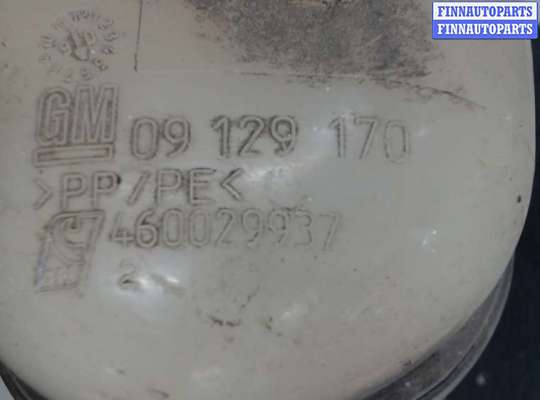 FINNAUTOPARTS
FINNAUTOPARTS
GM 09 129 170
>PP/PE<
460029937
2